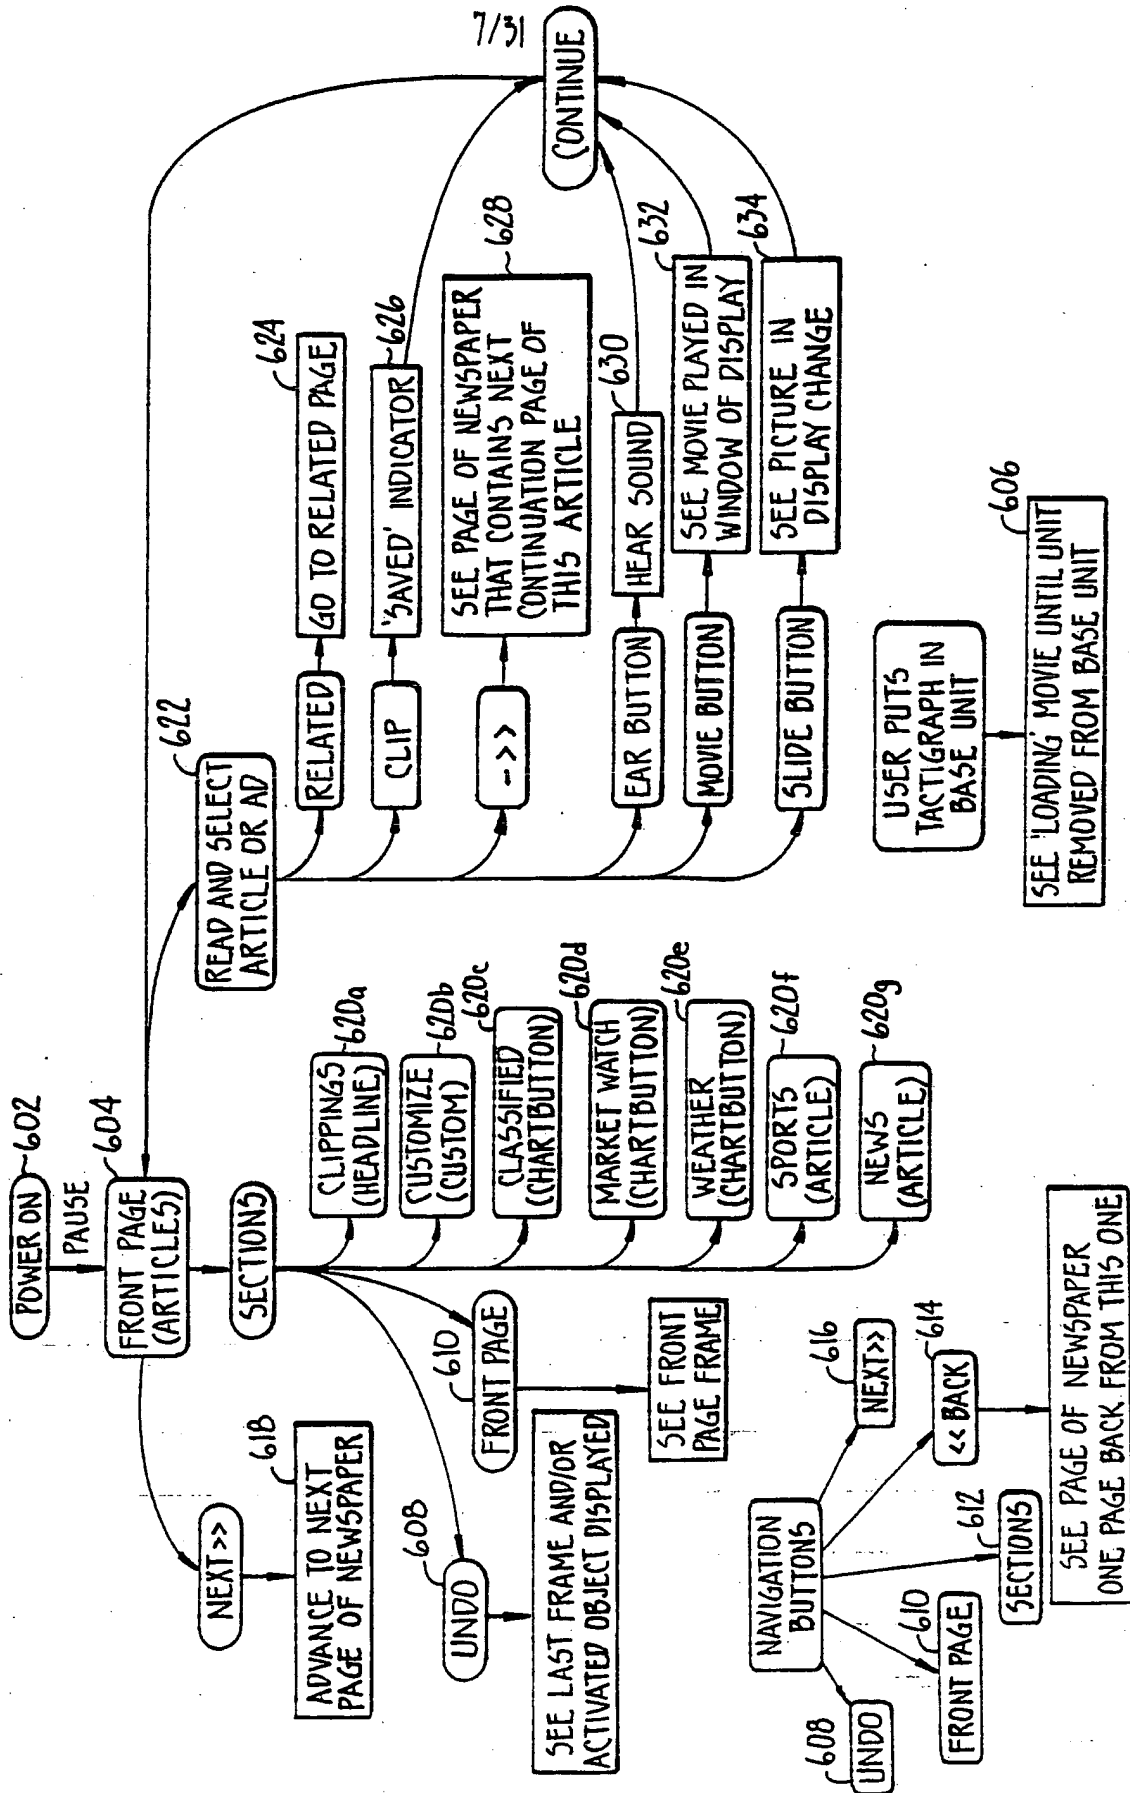 7/31
POWER ON
602
PAUSE
604
FRONT PAGE
(ARTICLES)
NEXT >>
618
ADVANCE TO NEXT
PAGE OF NEWSPAPER
SECTIONS
608
UNDO
SEE LAST FRAME AND/OR
ACTIVATED OBJECT DISPLAYED
610
FRONT PAGE
SEE FRONT
PAGE FRAME
620a
CLIPPINGS
(HEADLINE)
620b
CUSTOMIZE
(CUSTOM)
620c
CLASSIFIED
(CHARTBUTTON)
620d
MARKET WATCH
(CHARTBUTTON)
620e
WEATHER
(CHARTBUTTON)
620f
SPORTS
(ARTICLE)
620g
NEWS
(ARTICLE)
622
READ AND SELECT
ARTICLE OR AD
RELATED
624
GO TO RELATED PAGE
CLIP
626
'SAVED' INDICATOR
->>
628
SEE PAGE OF NEWSPAPER
THAT CONTAINS NEXT
CONTINUATION PAGE OF
THIS ARTICLE
EAR BUTTON
630
HEAR SOUND
MOVIE BUTTON
632
SEE MOVIE PLAYED IN
WINDOW OF DISPLAY
SLIDE BUTTON
634
SEE PICTURE IN
DISPLAY CHANGE
CONTINUE
NAVIGATION
BUTTONS
608
UNDO
610
FRONT PAGE
612
SECTIONS
614
<< BACK
616
NEXT>>
SEE PAGE OF NEWSPAPER
ONE PAGE BACK FROM THIS ONE
USER PUTS
TACTIGRAPH IN
BASE UNIT
606
SEE 'LOADING' MOVIE UNTIL UNIT
REMOVED FROM BASE UNIT